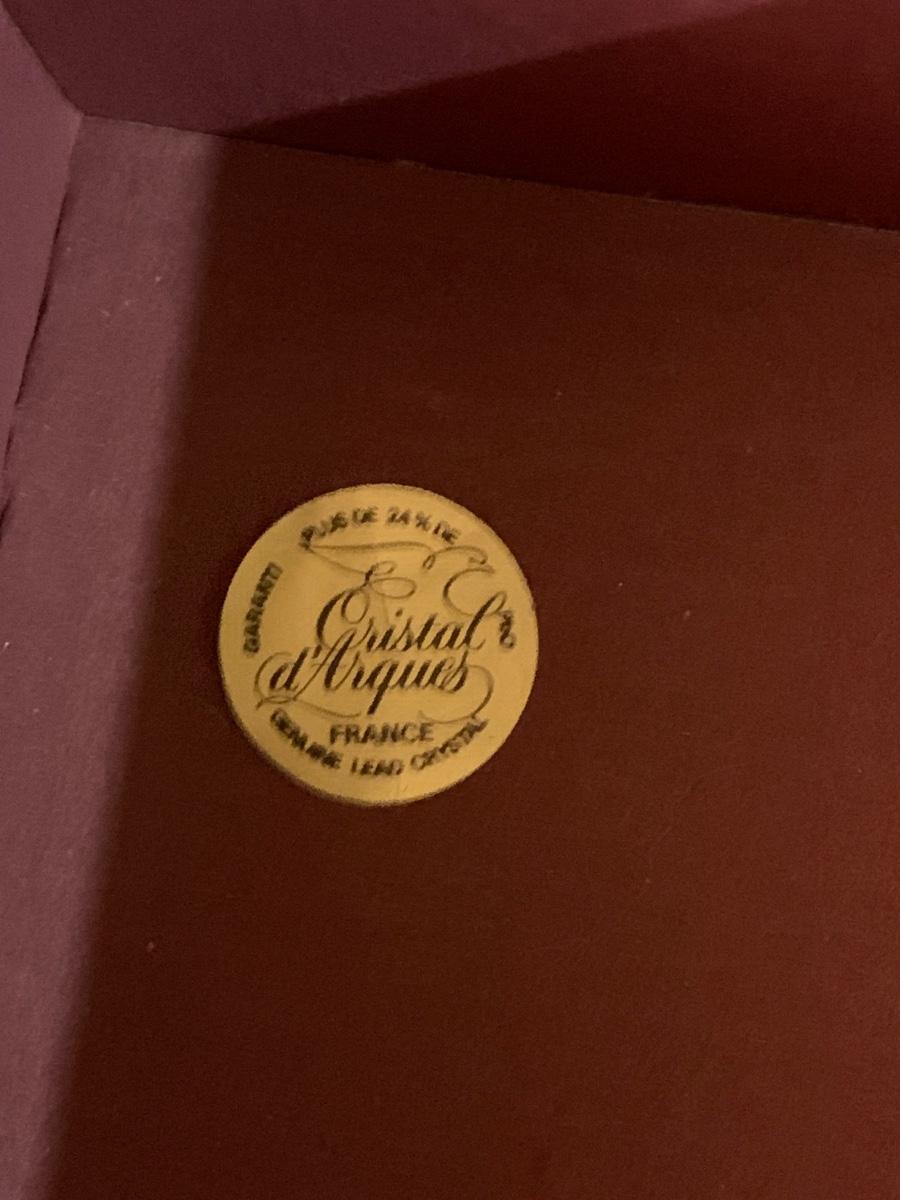 GARANTI PLUS DE 24% DE PBO
Cristal
d'Arques
FRANCE
GENUINE LEAD CRYSTAL